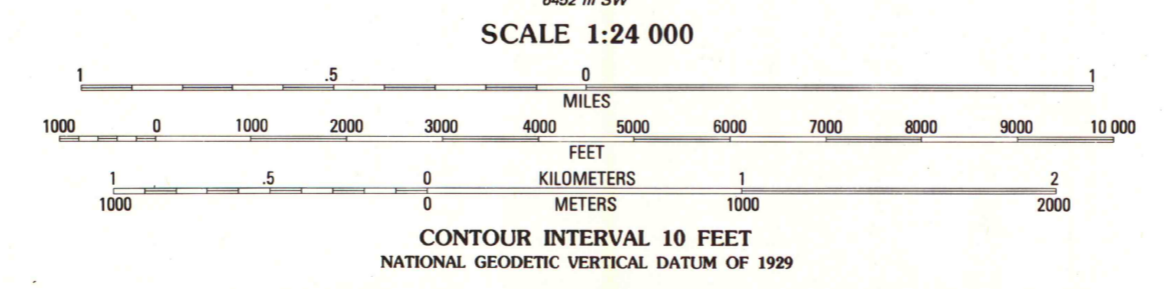 SCALE 1:24 000
1 .5 0 1
MILES
1000 0 1000 2000 3000 4000 5000 6000 7000 8000 9000 10 000
FEET
1 .5 0 KILOMETERS 1 2
1000 0 METERS 1000 2000
CONTOUR INTERVAL 10 FEET
NATIONAL GEODETIC VERTICAL DATUM OF 1929